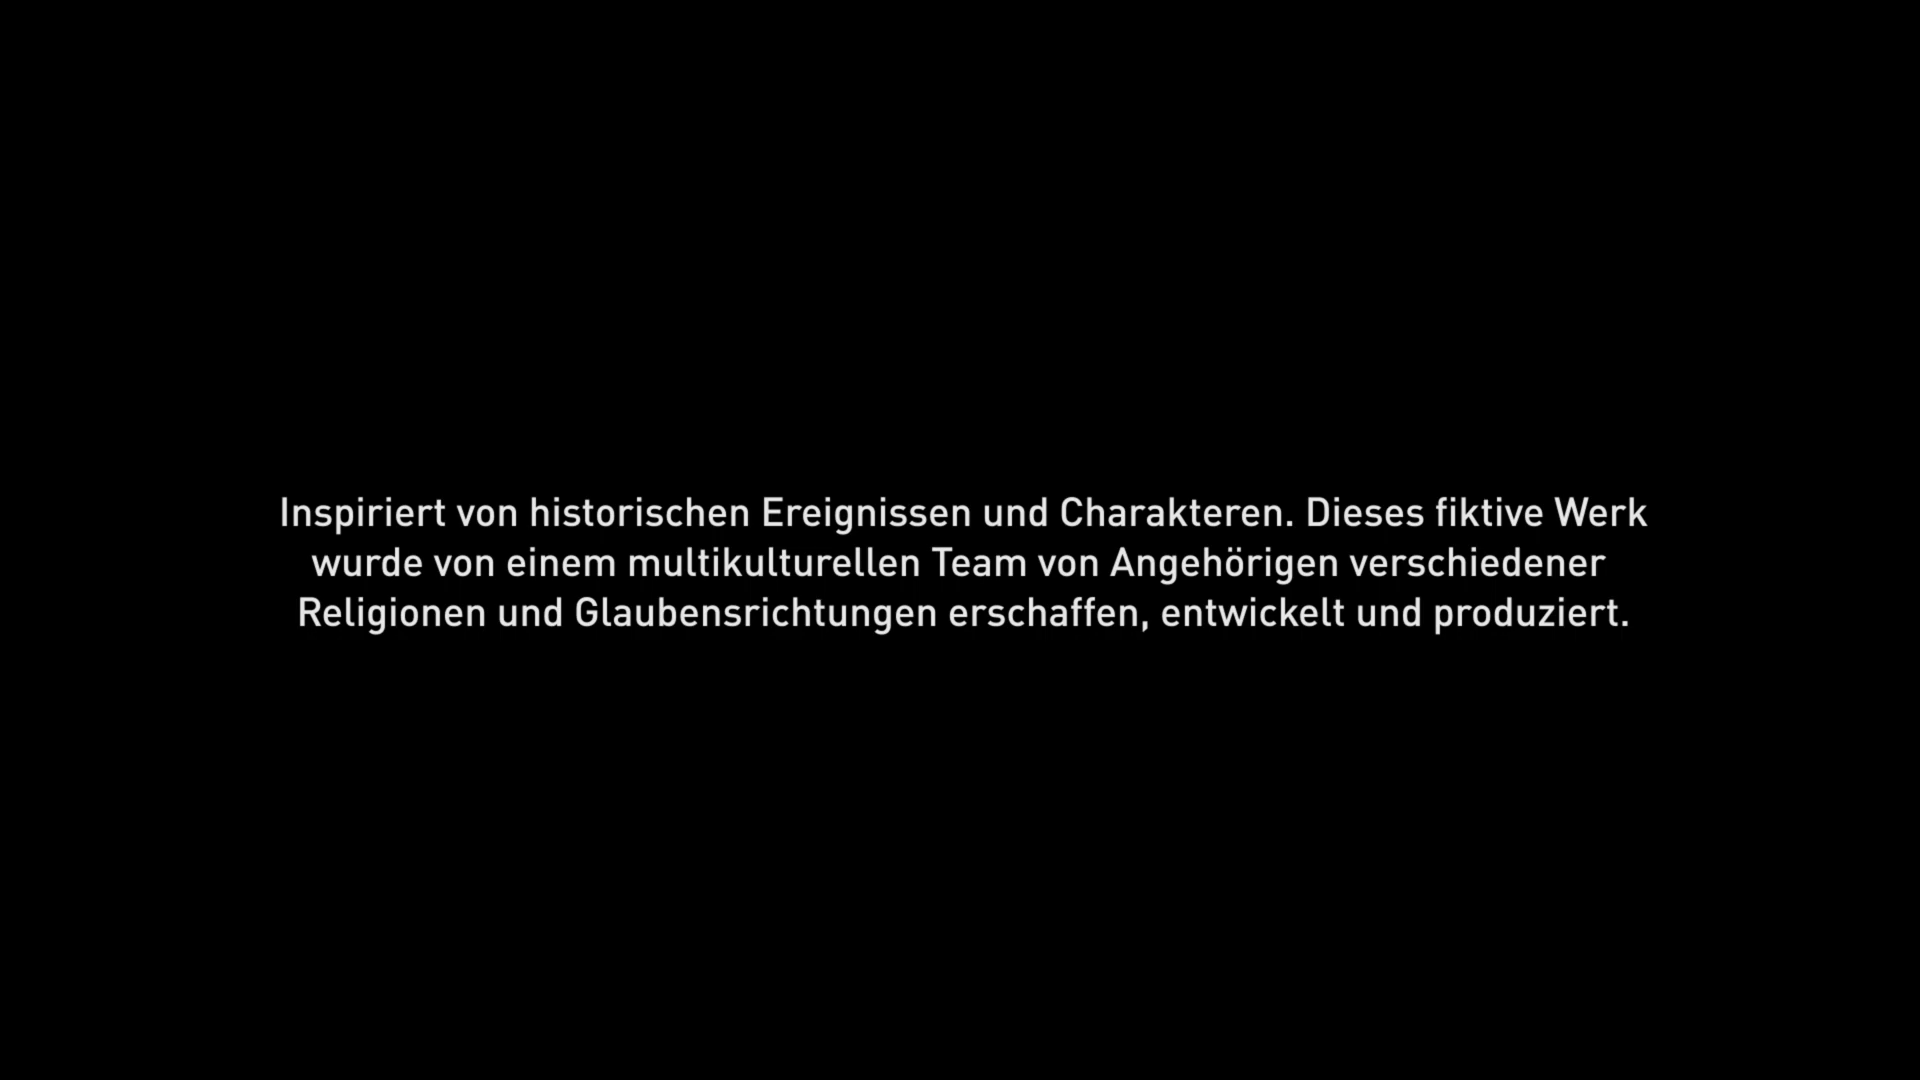 Inspiriert von historischen Ereignissen und Charakteren. Dieses fiktive Werk
wurde von einem multikulturellen Team von Angehörigen verschiedener
Religionen und Glaubensrichtungen erschaffen, entwickelt und produziert.